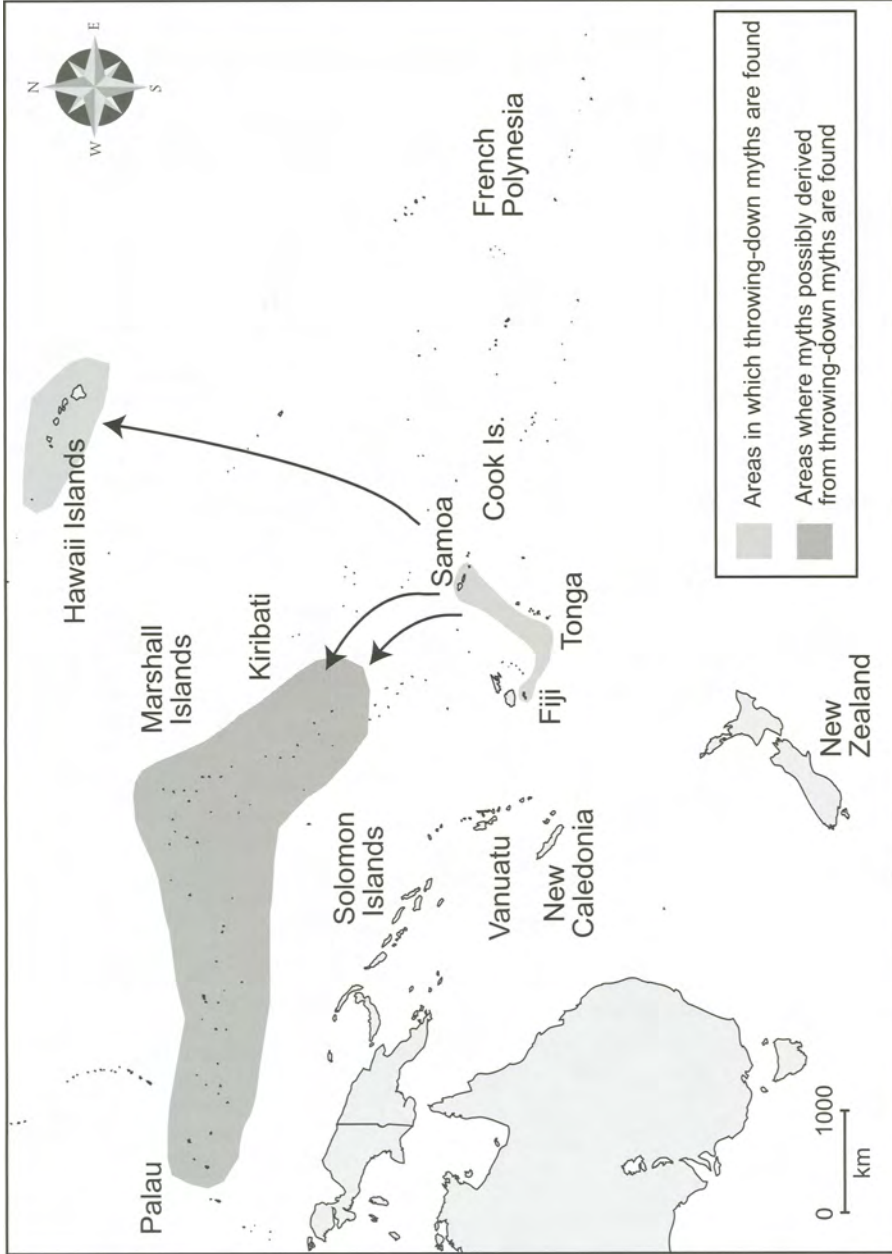 N
E
W
S
Hawaii Islands
Marshall
Islands
Kiribati
Palau
Solomon
Islands
Samoa
Cook Is.
French
Polynesia
Vanuatu
Fiji
Tonga
New
Caledonia
New
Zealand
0
1000
km
Areas in which throwing-down myths are found
Areas where myths possibly derived
from throwing-down myths are found